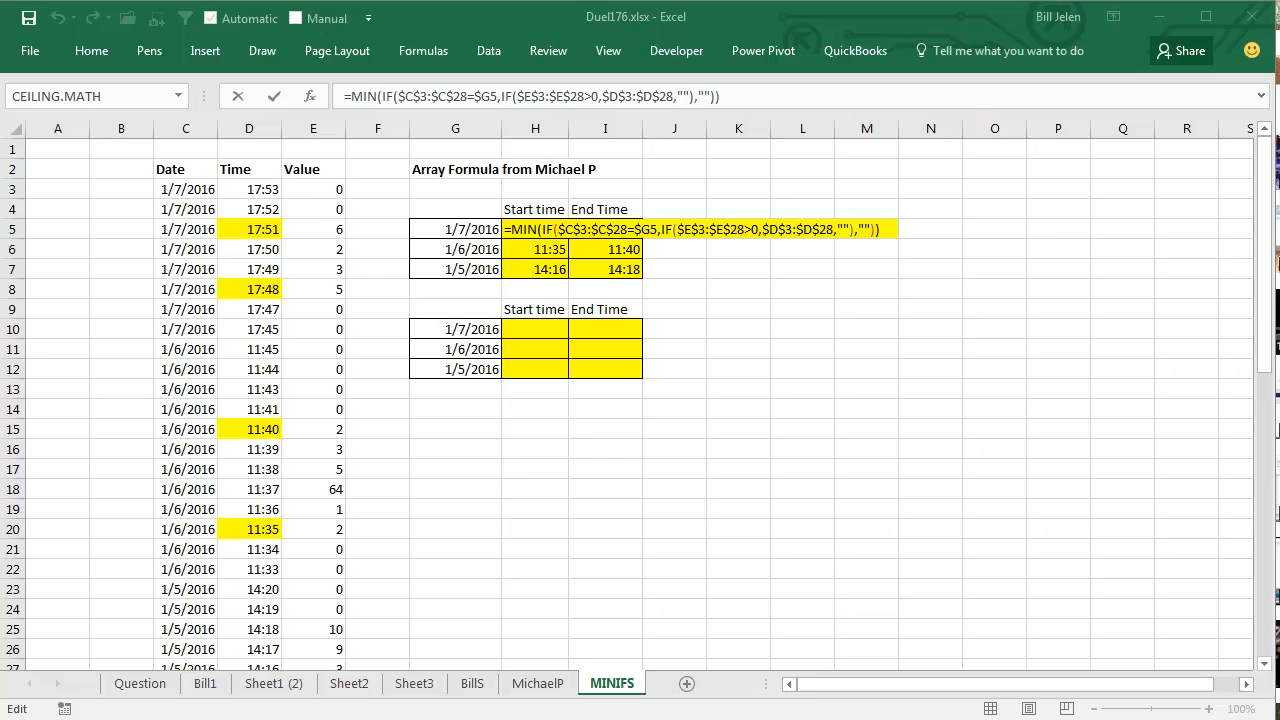 Automatic Manual Duel176.xlsx - Excel Bill Jelen
File Home Pens Insert Draw Page Layout Formulas Data Review View Developer Power Pivot QuickBooks Tell me what you want to do Share
CEILING.MATH fx =MIN(IF($C$3:$C$28=$G5,IF($E$3:$E$28>0,$D$3:$D$28,""),""))
A B C D E F G H I J K L M N O P Q R S
1
2 Date Time Value Array Formula from Michael P
3 1/7/2016 17:53 0
4 1/7/2016 17:52 0 Start time End Time
5 1/7/2016 17:51 6 1/7/2016 =MIN(IF($C$3:$C$28=$G5,IF($E$3:$E$28>0,$D$3:$D$28,""),""))
6 1/7/2016 17:50 2 1/6/2016 11:35 11:40
7 1/7/2016 17:49 3 1/5/2016 14:16 14:18
8 1/7/2016 17:48 5
9 1/7/2016 17:47 0 Start time End Time
10 1/7/2016 17:45 0 1/7/2016
11 1/6/2016 11:45 0 1/6/2016
12 1/6/2016 11:44 0 1/5/2016
13 1/6/2016 11:43 0
14 1/6/2016 11:41 0
15 1/6/2016 11:40 2
16 1/6/2016 11:39 3
17 1/6/2016 11:38 5
18 1/6/2016 11:37 64
19 1/6/2016 11:36 1
20 1/6/2016 11:35 2
21 1/6/2016 11:34 0
22 1/6/2016 11:33 0
23 1/5/2016 14:20 0
24 1/5/2016 14:19 0
25 1/5/2016 14:18 10
26 1/5/2016 14:17 9
27 1/5/2016 14:16 3
Question Bill1 Sheet1 (2) Sheet2 Sheet3 BillS MichaelP MINIFS
Edit 100%